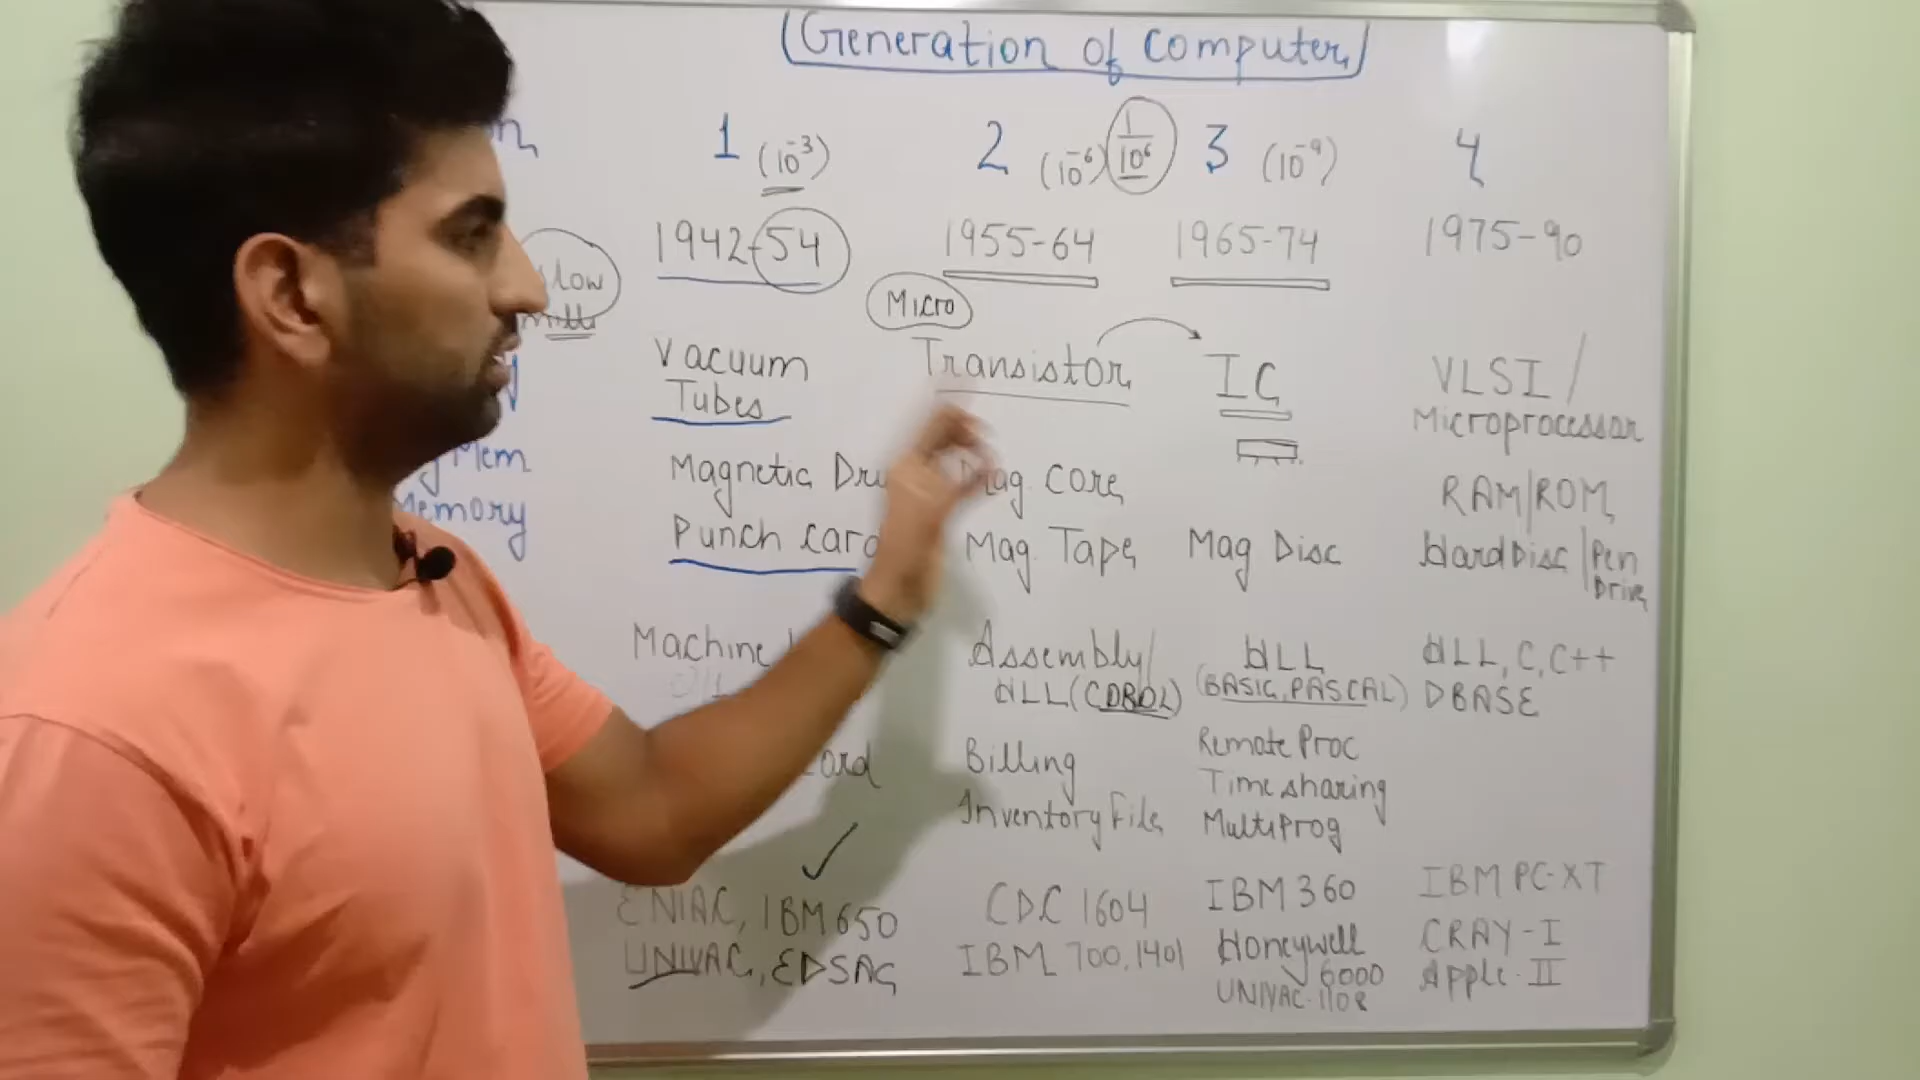 Generation of computer
1 (10⁻³) 2 (10⁻⁶) 1/10⁶ 3 (10⁻⁹) 4
1942-54 1955-64 1965-74 1975-90
Micro
milli
Vacuum Tubes
Transistor
IC
VLSI/
Microprocessor
Mem
Magnetic Mag. Core RAM/ROM
Memory
Punch card Mag. Tape Mag Disc Hard Disc/Pen Drive
Machine Assembly/ HLL HLL, C, C++
HLL (COBOL) (BASIC, PASCAL) DBASE
Billing
Inventory File
Remote Proc
Time sharing
Multiprog
ENIAC, IBM 650 CDC 1604 IBM 360 IBM PC-XT
UNIVAC, EDSAC IBM 700, 1401 Honeywell 6000 CRAY-I
UNIVAC-1108 Apple-II